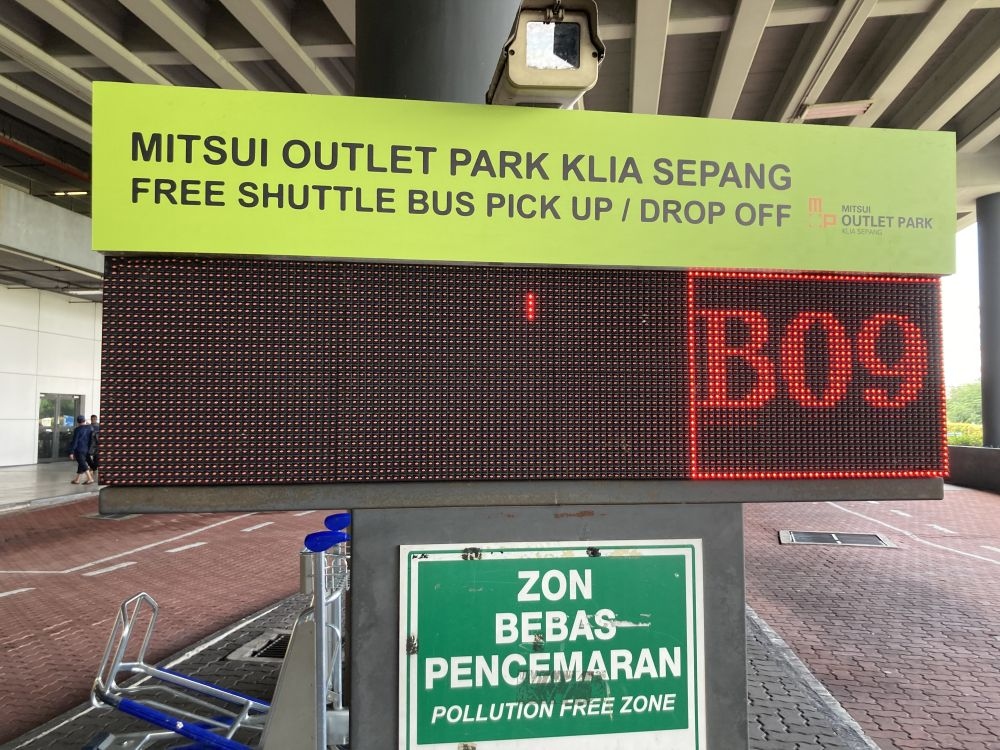 MITSUI OUTLET PARK KLIA SEPANG
FREE SHUTTLE BUS PICK UP / DROP OFF
MOP
MITSUI
OUTLET PARK
KLIA SEPANG
B09
ZON
BEBAS
PENCEMARAN
POLLUTION FREE ZONE